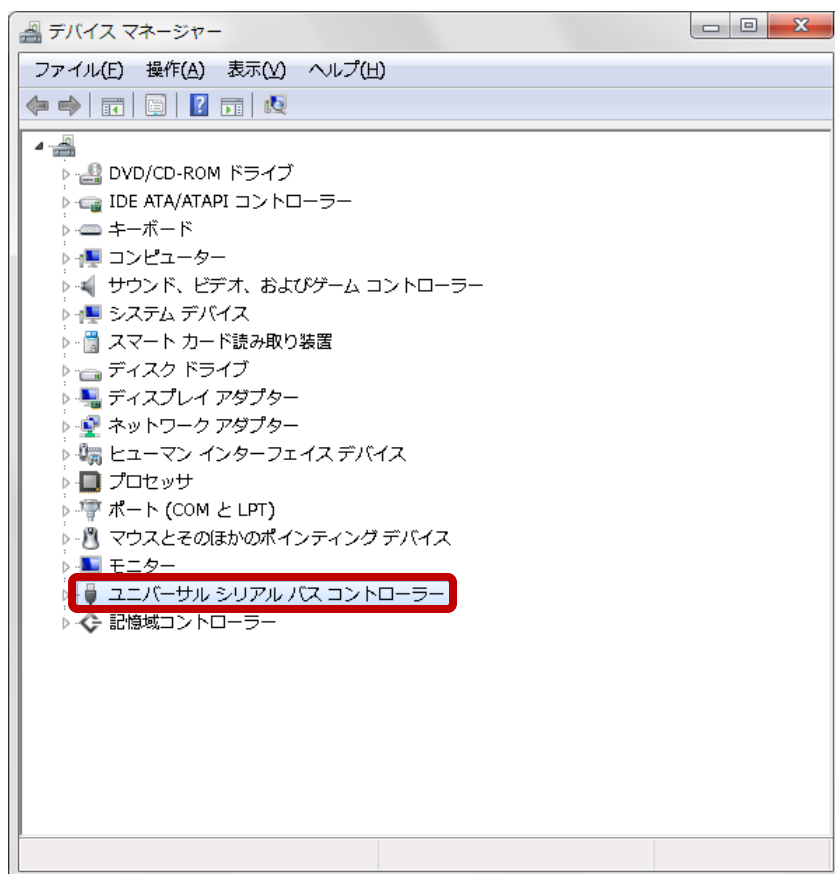 デバイス マネージャー
ファイル(F) 操作(A) 表示(V) ヘルプ(H)
DVD/CD-ROM ドライブ
IDE ATA/ATAPI コントローラー
キーボード
コンピューター
サウンド、ビデオ、およびゲーム コントローラー
システム デバイス
スマート カード読み取り装置
ディスク ドライブ
ディスプレイ アダプター
ネットワーク アダプター
ヒューマン インターフェイス デバイス
プロセッサ
ポート (COM と LPT)
マウスとそのほかのポインティング デバイス
モニター
ユニバーサル シリアル バス コントローラー
記憶域コントローラー